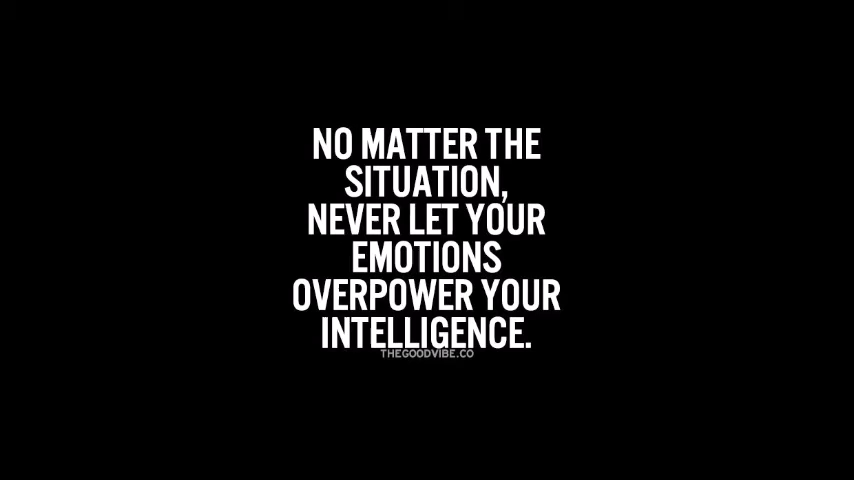 NO MATTER THE
SITUATION,
NEVER LET YOUR
EMOTIONS
OVERPOWER YOUR
INTELLIGENCE.
THEGOODVIBE.CO